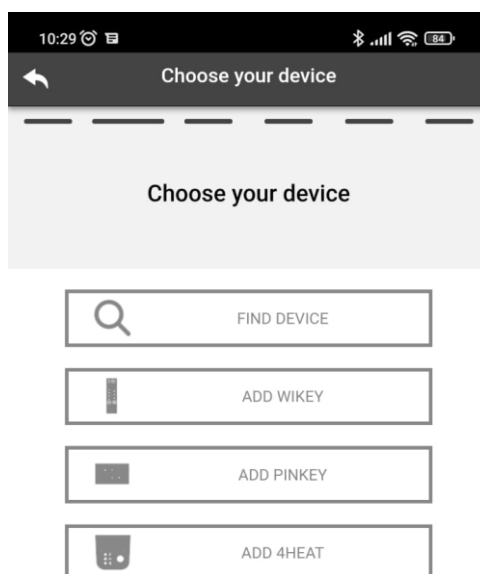 10:29
84
Choose your device
Choose your device
FIND DEVICE
ADD WIKEY
ADD PINKEY
ADD 4HEAT